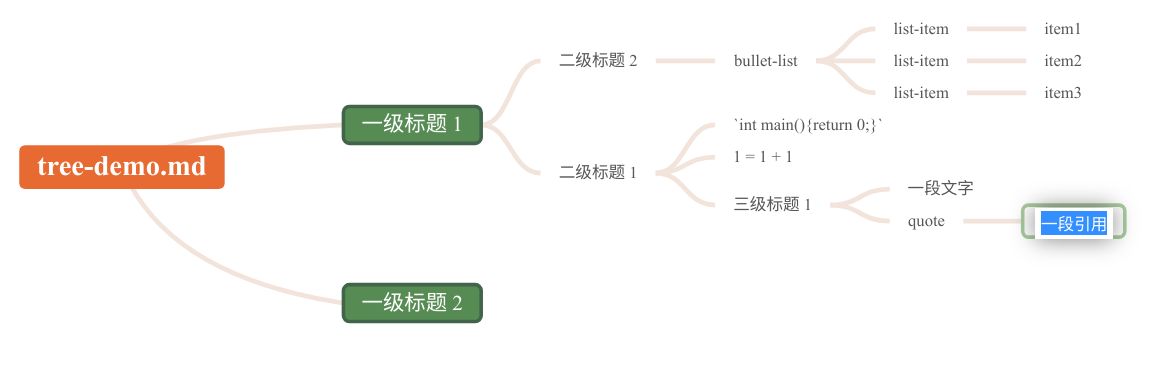 tree-demo.md
一级标题 1
二级标题 2
bullet-list
list-item
item1
list-item
item2
list-item
item3
二级标题 1
`int main(){return 0;}`
1 = 1 + 1
三级标题 1
一段文字
quote
一段引用
一级标题 2